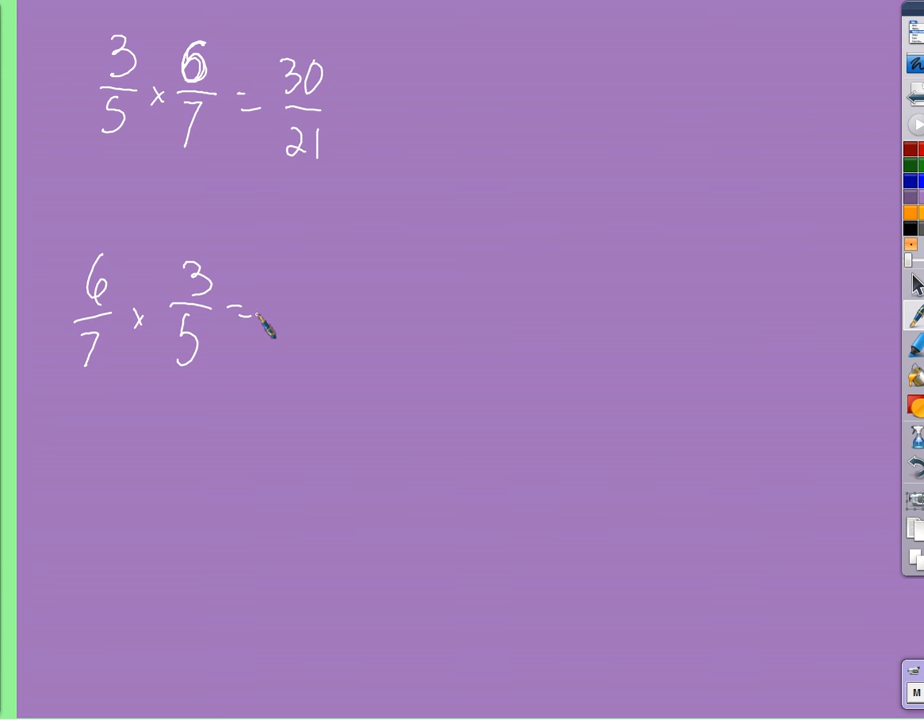 3/5 × 6/7 = 30/21
6/7 × 3/5 =
M